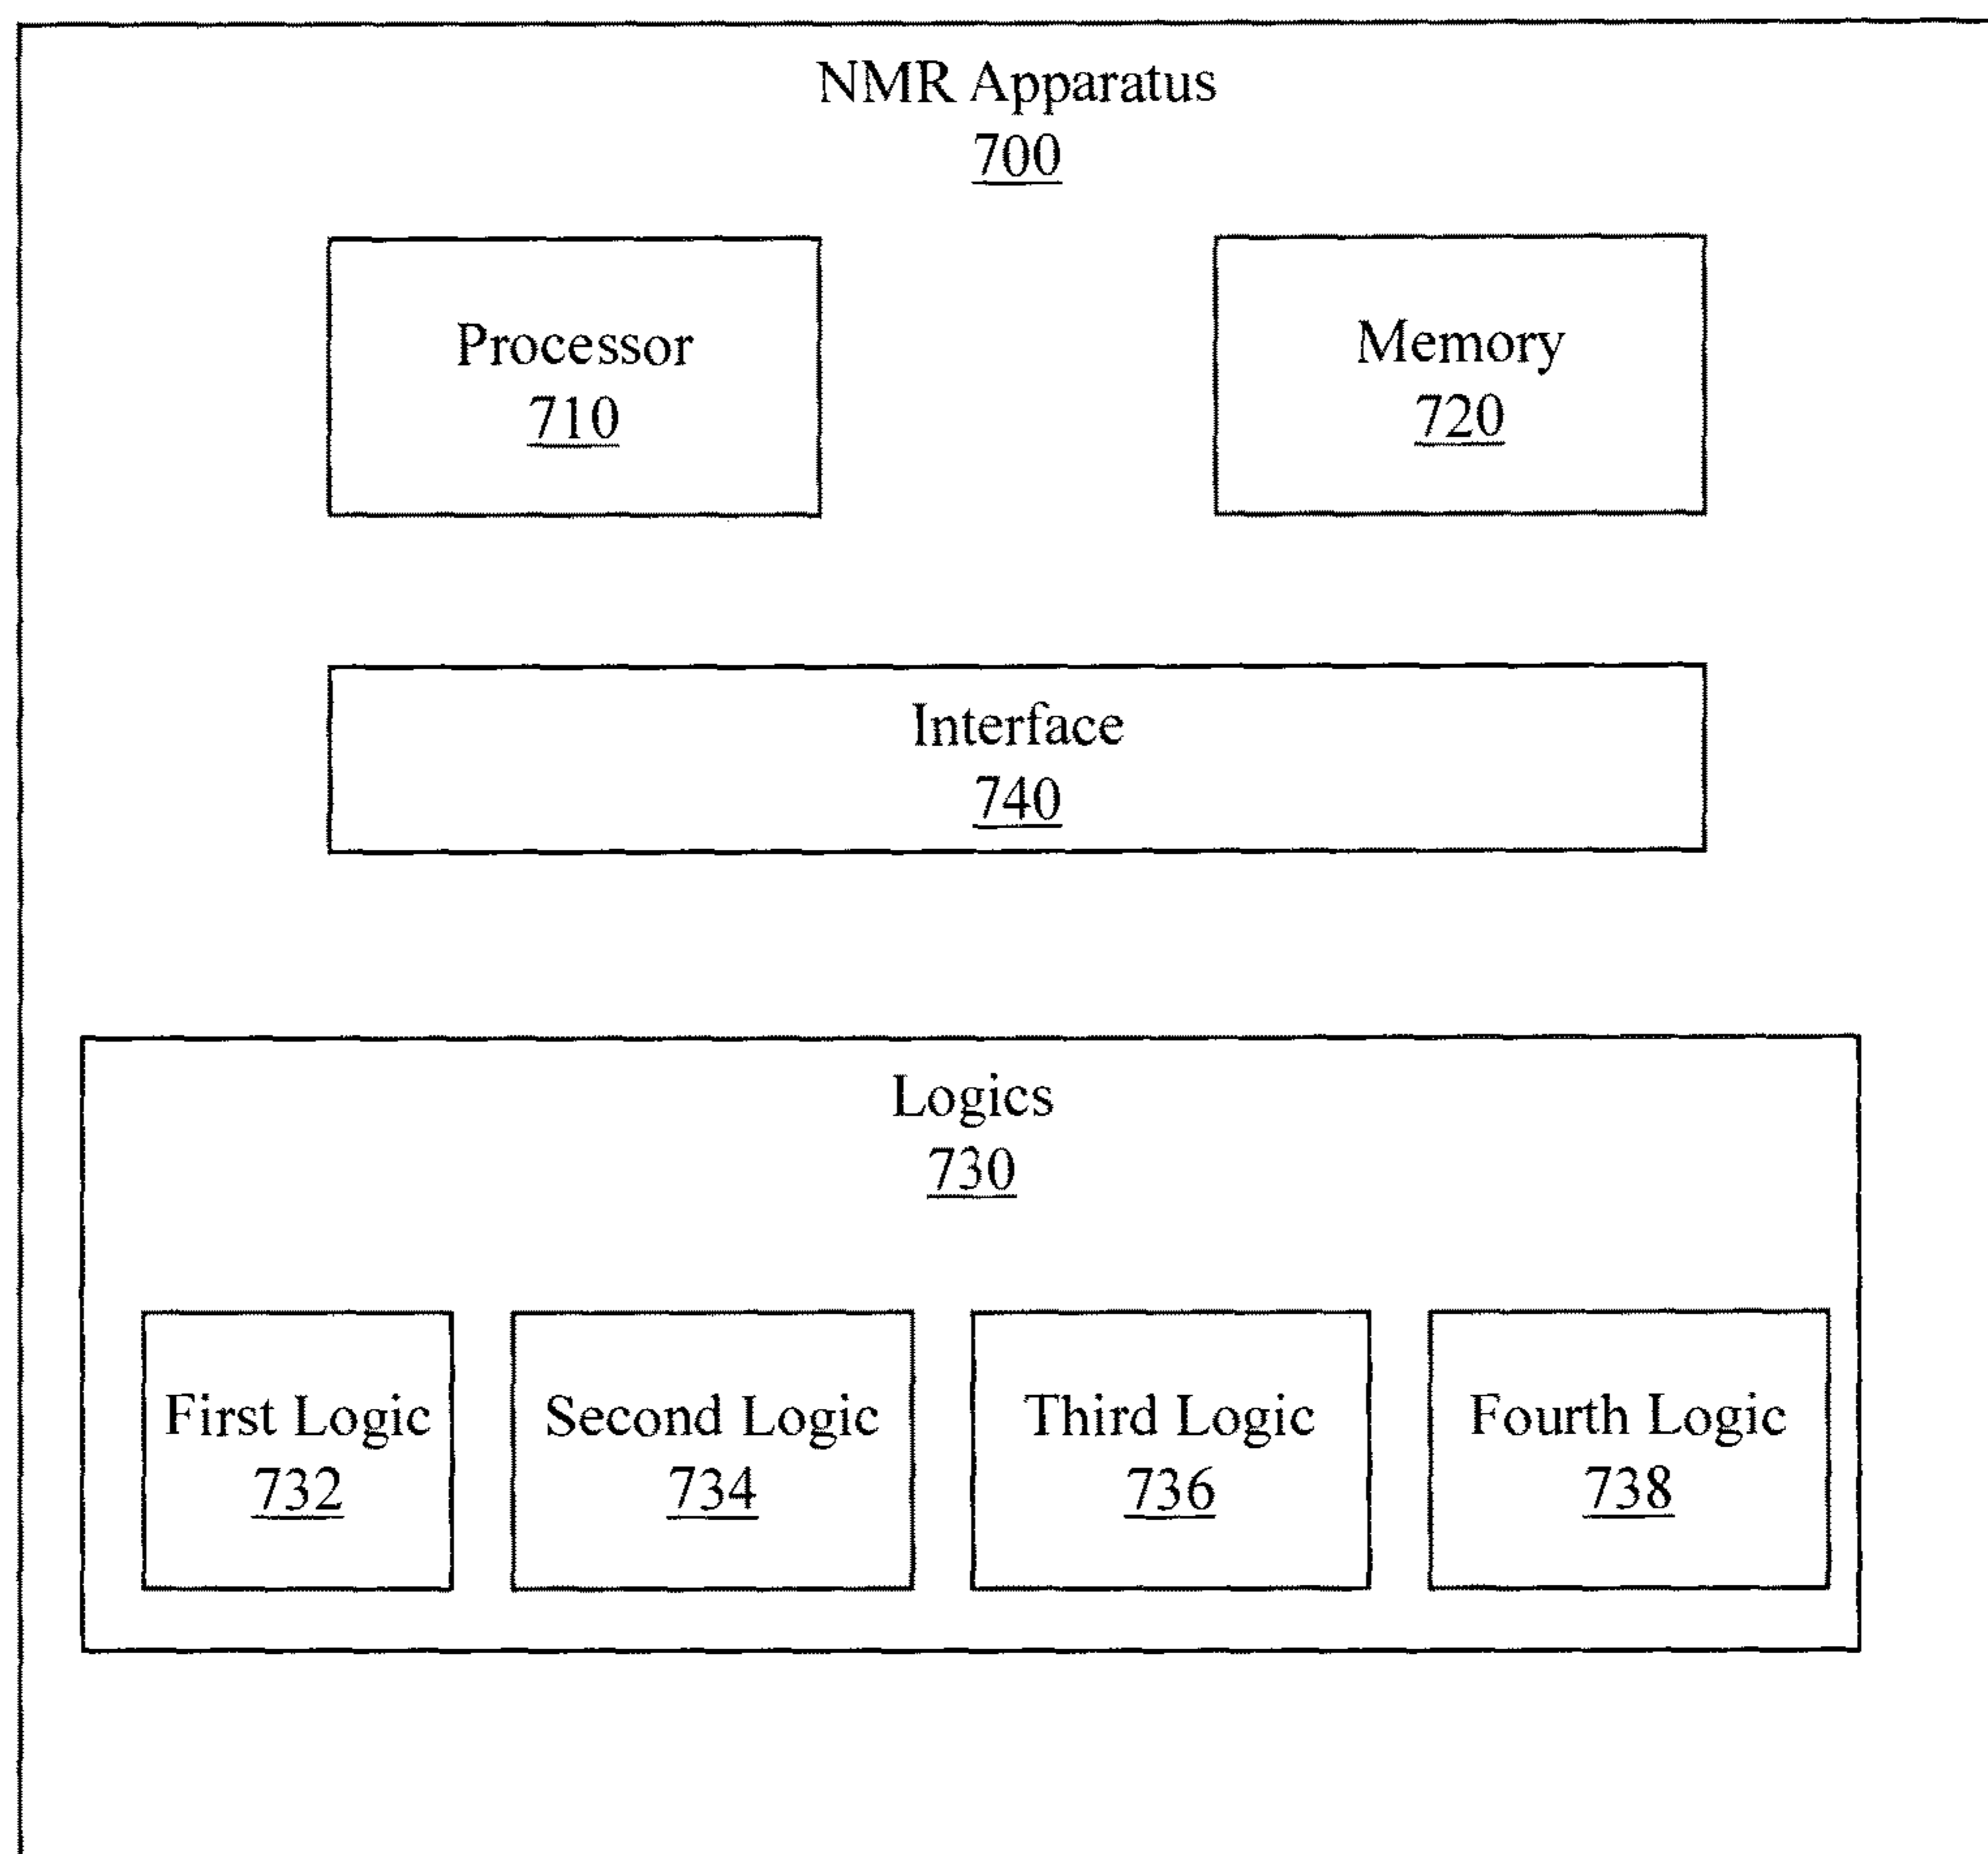 NMR Apparatus
700
Processor
710
Memory
720
Interface
740
Logics
730
First Logic
732
Second Logic
734
Third Logic
736
Fourth Logic
738